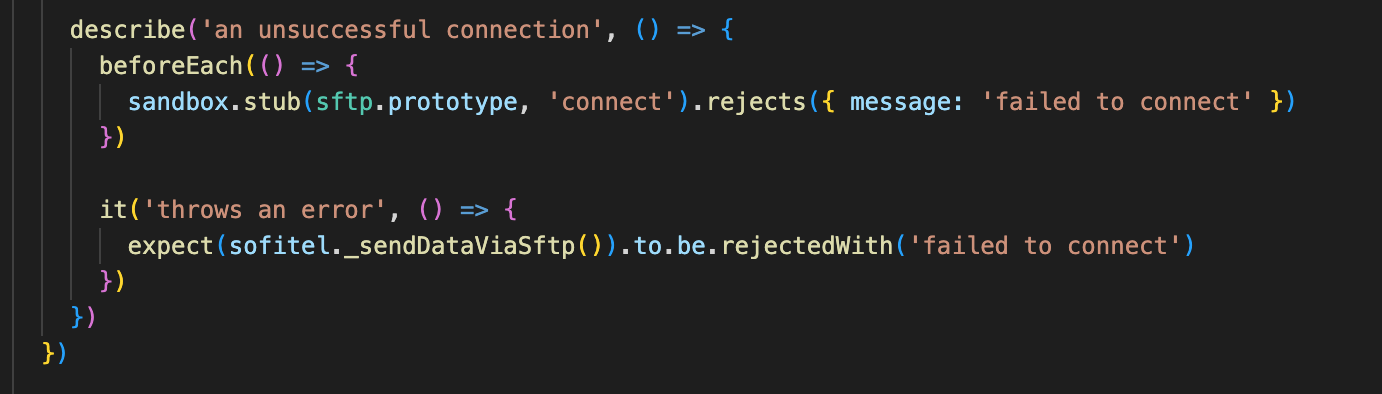 describe('an unsuccessful connection', () => {
beforeEach(() => {
sandbox.stub(sftp.prototype, 'connect').rejects({ message: 'failed to connect' })
})
it('throws an error', () => {
expect(sofitel._sendDataViaSftp()).to.be.rejectedWith('failed to connect')
})
})
})